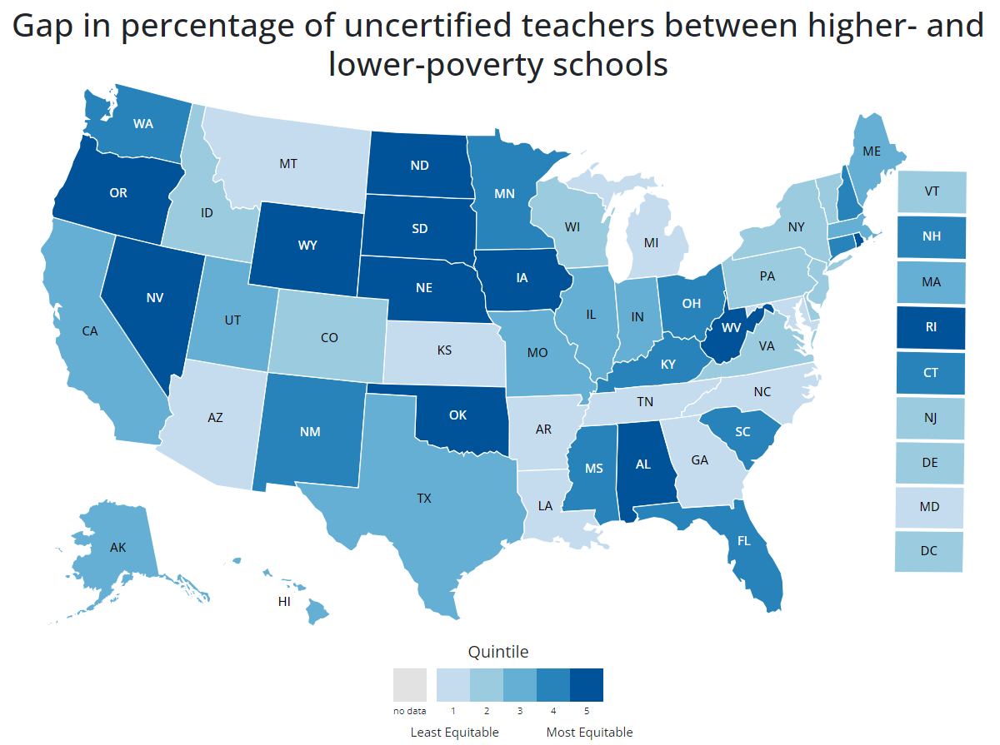 Gap in percentage of uncertified teachers between higher- and
lower-poverty schools
WA
MT
ND
MN
ME
OR
ID
SD
WI
MI
NY
VT
WY
NH
NV
NE
IA
PA
MA
UT
IL
IN
OH
CA
CO
KS
MO
WV
VA
RI
KY
CT
AZ
NM
OK
AR
TN
NC
NJ
SC
MS
AL
GA
DE
TX
LA
MD
AK
FL
DC
HI
Quintile
no data
1
2
3
4
5
Least Equitable
Most Equitable